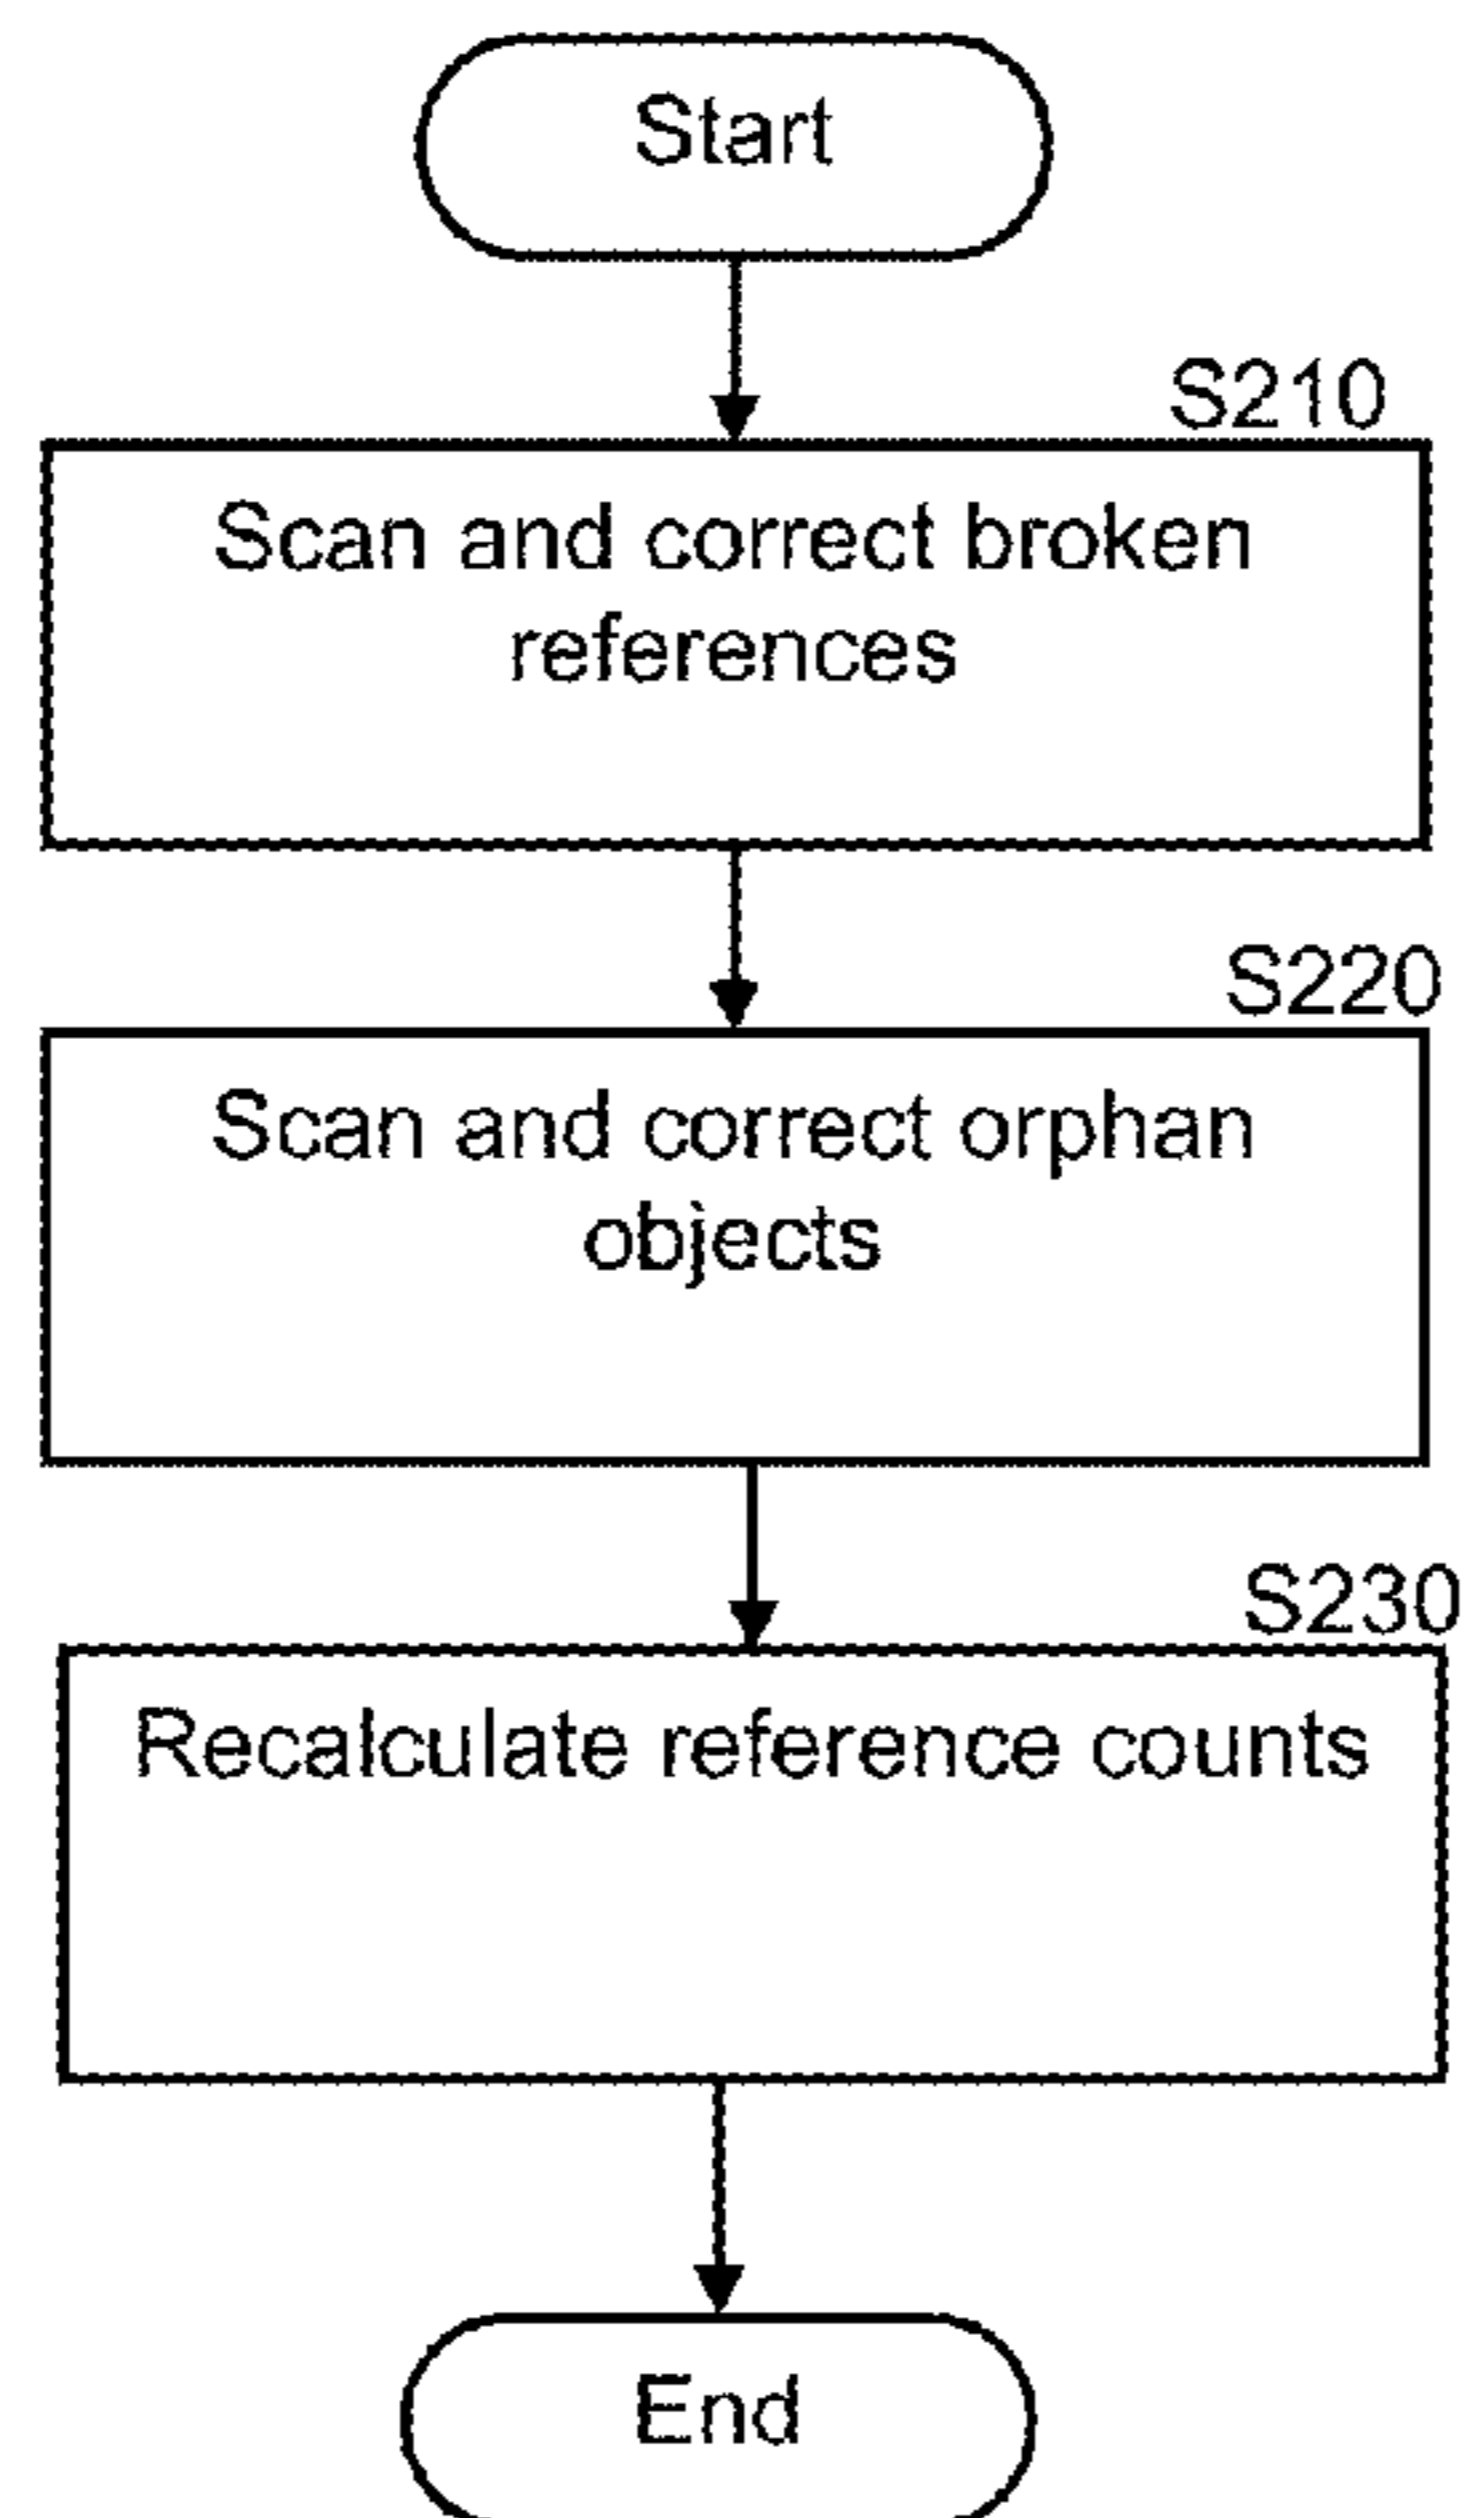 Start
S210
Scan and correct broken
references
S220
Scan and correct orphan
objects
S230
Recalculate reference counts
End